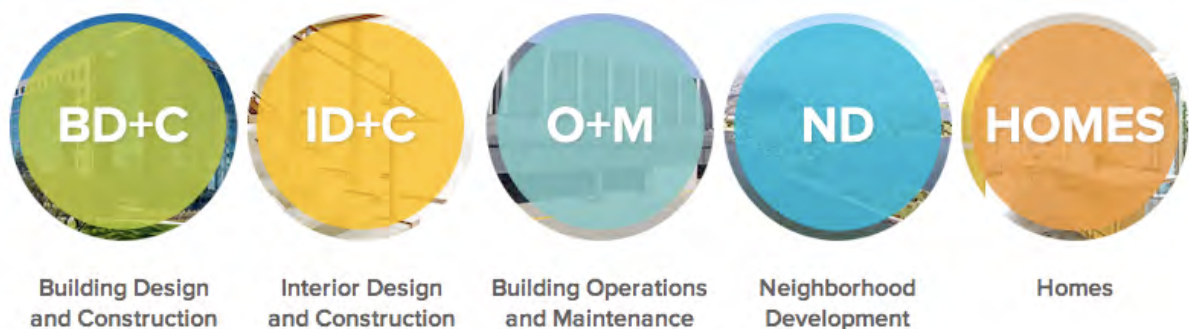 BD+C
ID+C
O+M
ND
HOMES
Building Design
and Construction
Interior Design
and Construction
Building Operations
and Maintenance
Neighborhood
Development
Homes